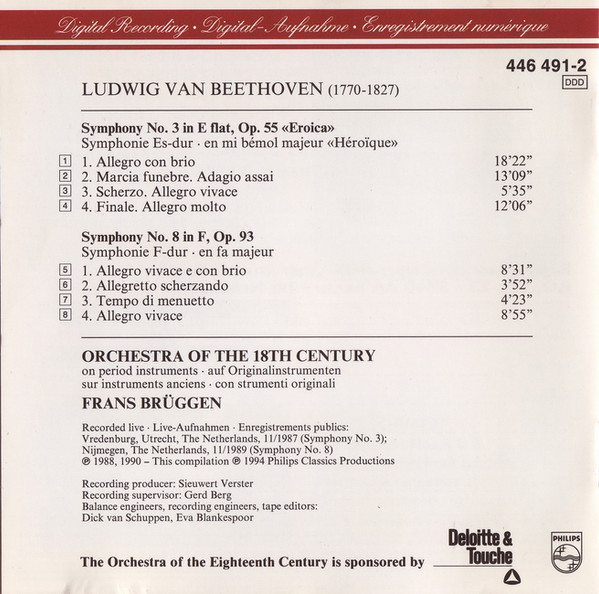 Digital Recording · Digital-Aufnahme · Enregistrement numérique
446 491-2
DDD
LUDWIG VAN BEETHOVEN (1770-1827)
Symphony No. 3 in E flat, Op. 55 «Eroica»
Symphonie Es-dur · en mi bémol majeur «Héroïque»
1 1. Allegro con brio 18’22”
2 2. Marcia funebre. Adagio assai 13’09”
3 3. Scherzo. Allegro vivace 5’35”
4 4. Finale. Allegro molto 12’06”
Symphony No. 8 in F, Op. 93
Symphonie F-dur · en fa majeur
5 1. Allegro vivace e con brio 8’31”
6 2. Allegretto scherzando 3’52”
7 3. Tempo di menuetto 4’23”
8 4. Allegro vivace 8’55”
ORCHESTRA OF THE 18TH CENTURY
on period instruments · auf Originalinstrumenten
sur instruments anciens · con strumenti originali
FRANS BRÜGGEN
Recorded live · Live-Aufnahmen · Enregistrements publics:
Vredenburg, Utrecht, The Netherlands, 11/1987 (Symphony No. 3);
Nijmegen, The Netherlands, 11/1989 (Symphony No. 8)
℗ 1988, 1990 – This compilation ℗ 1994 Philips Classics Productions
Recording producer: Sieuwert Verster
Recording supervisor: Gerd Berg
Balance engineers, recording engineers, tape editors:
Dick van Schuppen, Eva Blankespoor
The Orchestra of the Eighteenth Century is sponsored by
Deloitte &
Touche
PHILIPS